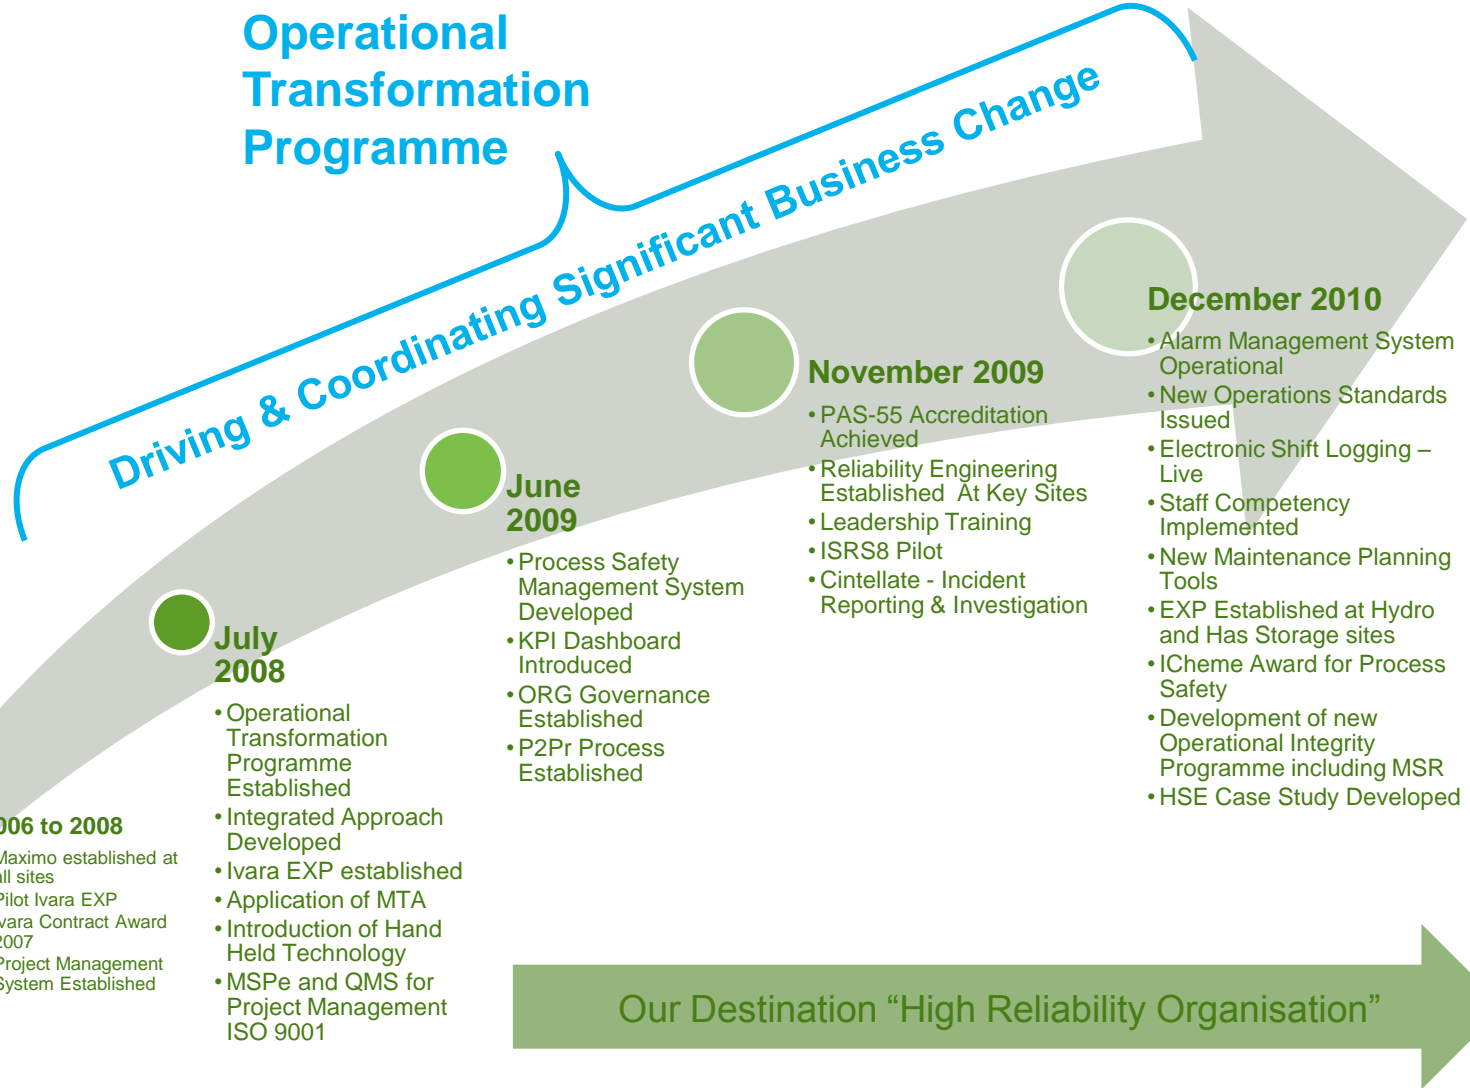 Operational
Transformation
Programme
Driving & Coordinating Significant Business Change
006 to 2008
Maximo established at
all sites
Pilot Ivara EXP
Ivara Contract Award
2007
Project Management
System Established
July
2008
• Operational
Transformation
Programme
Established
• Integrated Approach
Developed
• Ivara EXP established
• Application of MTA
• Introduction of Hand
Held Technology
• MSPe and QMS for
Project Management
ISO 9001
June
2009
• Process Safety
Management System
Developed
• KPI Dashboard
Introduced
• ORG Governance
Established
• P2Pr Process
Established
November 2009
• PAS-55 Accreditation
Achieved
• Reliability Engineering
Established At Key Sites
• Leadership Training
• ISRS8 Pilot
• Cintellate - Incident
Reporting & Investigation
December 2010
• Alarm Management System
Operational
• New Operations Standards
Issued
• Electronic Shift Logging –
Live
• Staff Competency
Implemented
• New Maintenance Planning
Tools
• EXP Established at Hydro
and Has Storage sites
• ICheme Award for Process
Safety
• Development of new
Operational Integrity
Programme including MSR
• HSE Case Study Developed
Our Destination “High Reliability Organisation”